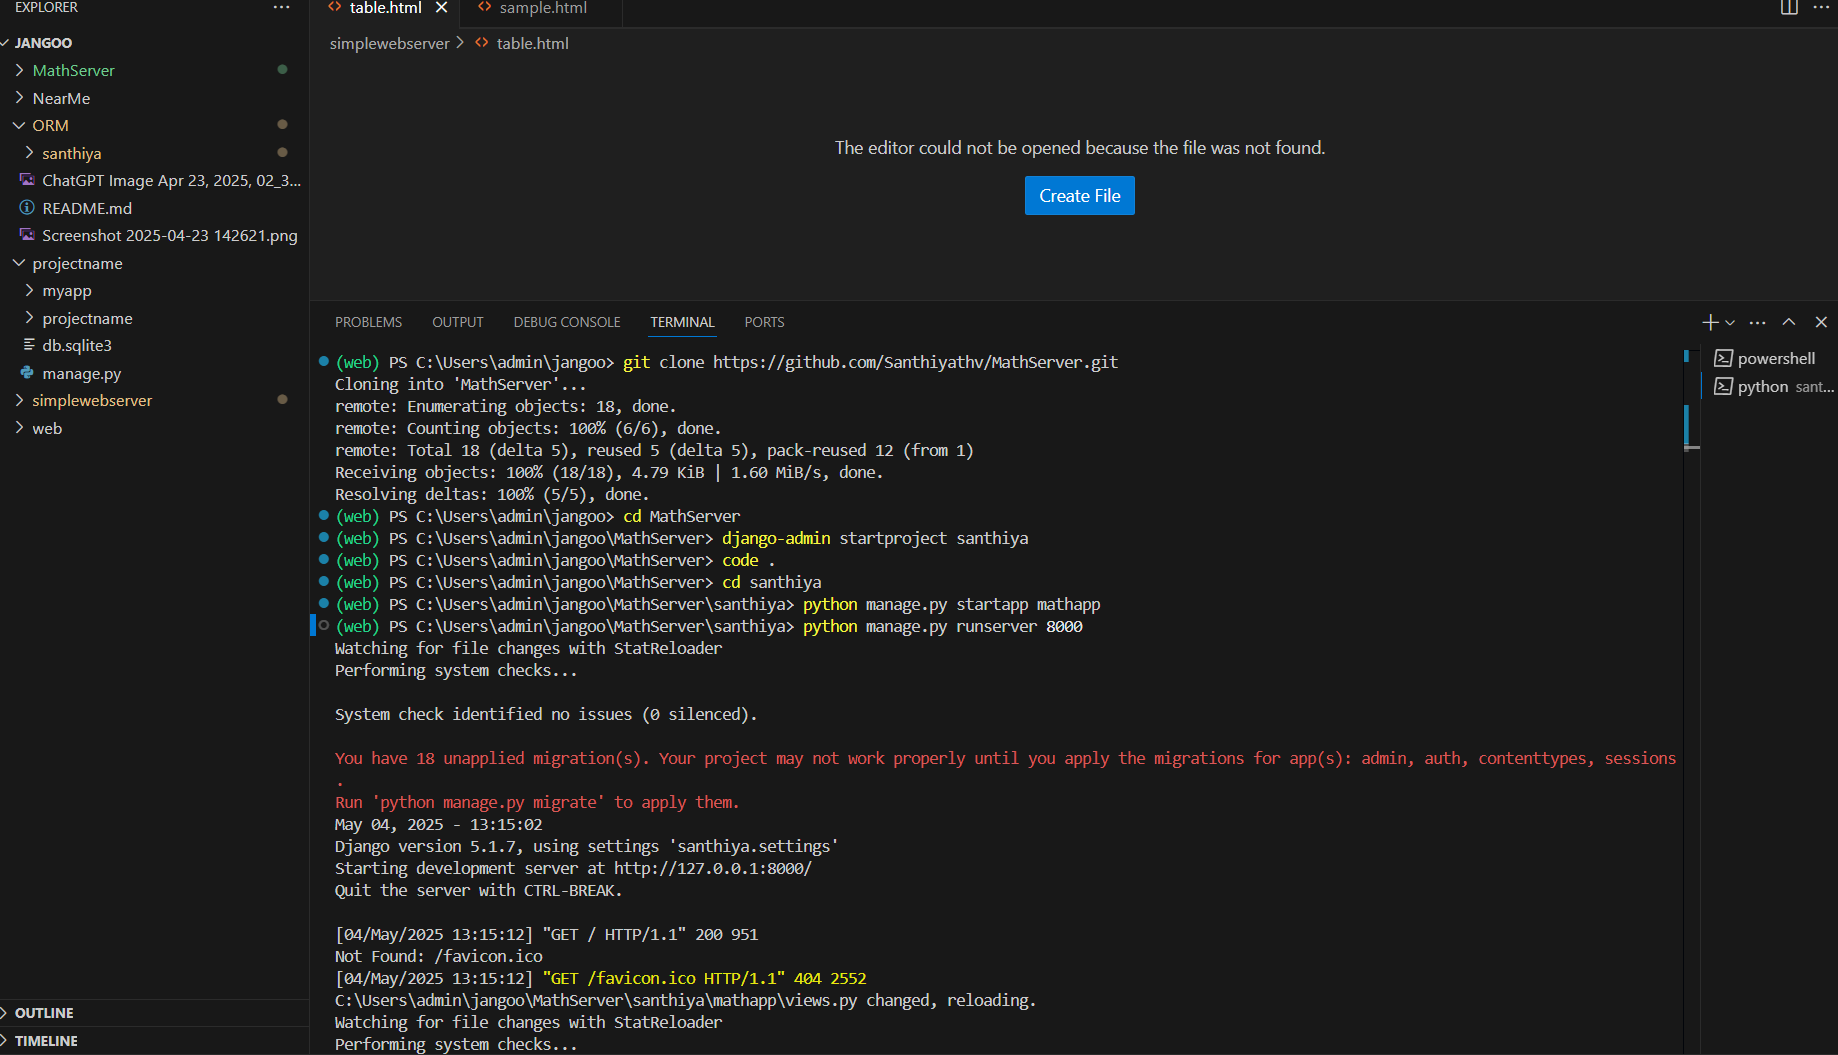 EXPLORER
JANGOO
MathServer
NearMe
ORM
santhiya
ChatGPT Image Apr 23, 2025, 02_3...
README.md
Screenshot 2025-04-23 142621.png
projectname
myapp
projectname
db.sqlite3
manage.py
simplewebserver
web
OUTLINE
TIMELINE
table.html
sample.html
simplewebserver > table.html
The editor could not be opened because the file was not found.
Create File
PROBLEMS OUTPUT DEBUG CONSOLE TERMINAL PORTS
(web) PS C:\Users\admin\jangoo> git clone https://github.com/Santhiyathv/MathServer.git
Cloning into 'MathServer'...
remote: Enumerating objects: 18, done.
remote: Counting objects: 100% (6/6), done.
remote: Total 18 (delta 5), reused 5 (delta 5), pack-reused 12 (from 1)
Receiving objects: 100% (18/18), 4.79 KiB | 1.60 MiB/s, done.
Resolving deltas: 100% (5/5), done.
(web) PS C:\Users\admin\jangoo> cd MathServer
(web) PS C:\Users\admin\jangoo\MathServer> django-admin startproject santhiya
(web) PS C:\Users\admin\jangoo\MathServer> code .
(web) PS C:\Users\admin\jangoo\MathServer> cd santhiya
(web) PS C:\Users\admin\jangoo\MathServer\santhiya> python manage.py startapp mathapp
(web) PS C:\Users\admin\jangoo\MathServer\santhiya> python manage.py runserver 8000
Watching for file changes with StatReloader
Performing system checks...
System check identified no issues (0 silenced).
You have 18 unapplied migration(s). Your project may not work properly until you apply the migrations for app(s): admin, auth, contenttypes, sessions
.
Run 'python manage.py migrate' to apply them.
May 04, 2025 - 13:15:02
Django version 5.1.7, using settings 'santhiya.settings'
Starting development server at http://127.0.0.1:8000/
Quit the server with CTRL-BREAK.
[04/May/2025 13:15:12] "GET / HTTP/1.1" 200 951
Not Found: /favicon.ico
[04/May/2025 13:15:12] "GET /favicon.ico HTTP/1.1" 404 2552
C:\Users\admin\jangoo\MathServer\santhiya\mathapp\views.py changed, reloading.
Watching for file changes with StatReloader
Performing system checks...
powershell
python sant...